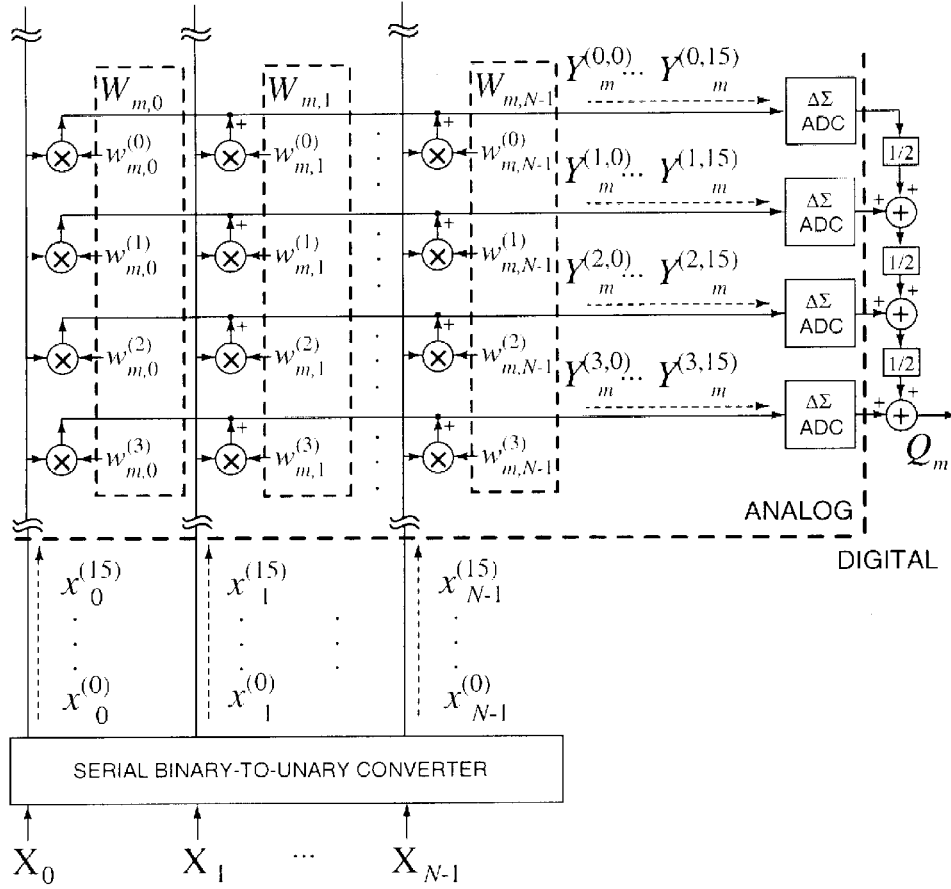 W_{m,0} W_{m,1} W_{m,N-1} Y_m^{(0,0)} ... Y_m^{(0,15)} ΔΣ ADC
w_{m,0}^{(0)} w_{m,1}^{(0)} w_{m,N-1}^{(0)} 1/2
Y_m^{(1,0)} ... Y_m^{(1,15)} ΔΣ ADC
w_{m,0}^{(1)} w_{m,1}^{(1)} w_{m,N-1}^{(1)} 1/2
Y_m^{(2,0)} ... Y_m^{(2,15)} ΔΣ ADC
w_{m,0}^{(2)} w_{m,1}^{(2)} w_{m,N-1}^{(2)} 1/2
Y_m^{(3,0)} ... Y_m^{(3,15)} ΔΣ ADC
w_{m,0}^{(3)} w_{m,1}^{(3)} w_{m,N-1}^{(3)} Q_m
ANALOG
DIGITAL
x_0^{(15)} x_1^{(15)} x_{N-1}^{(15)}
x_0^{(0)} x_1^{(0)} x_{N-1}^{(0)}
SERIAL BINARY-TO-UNARY CONVERTER
X_0 X_1 ... X_{N-1}